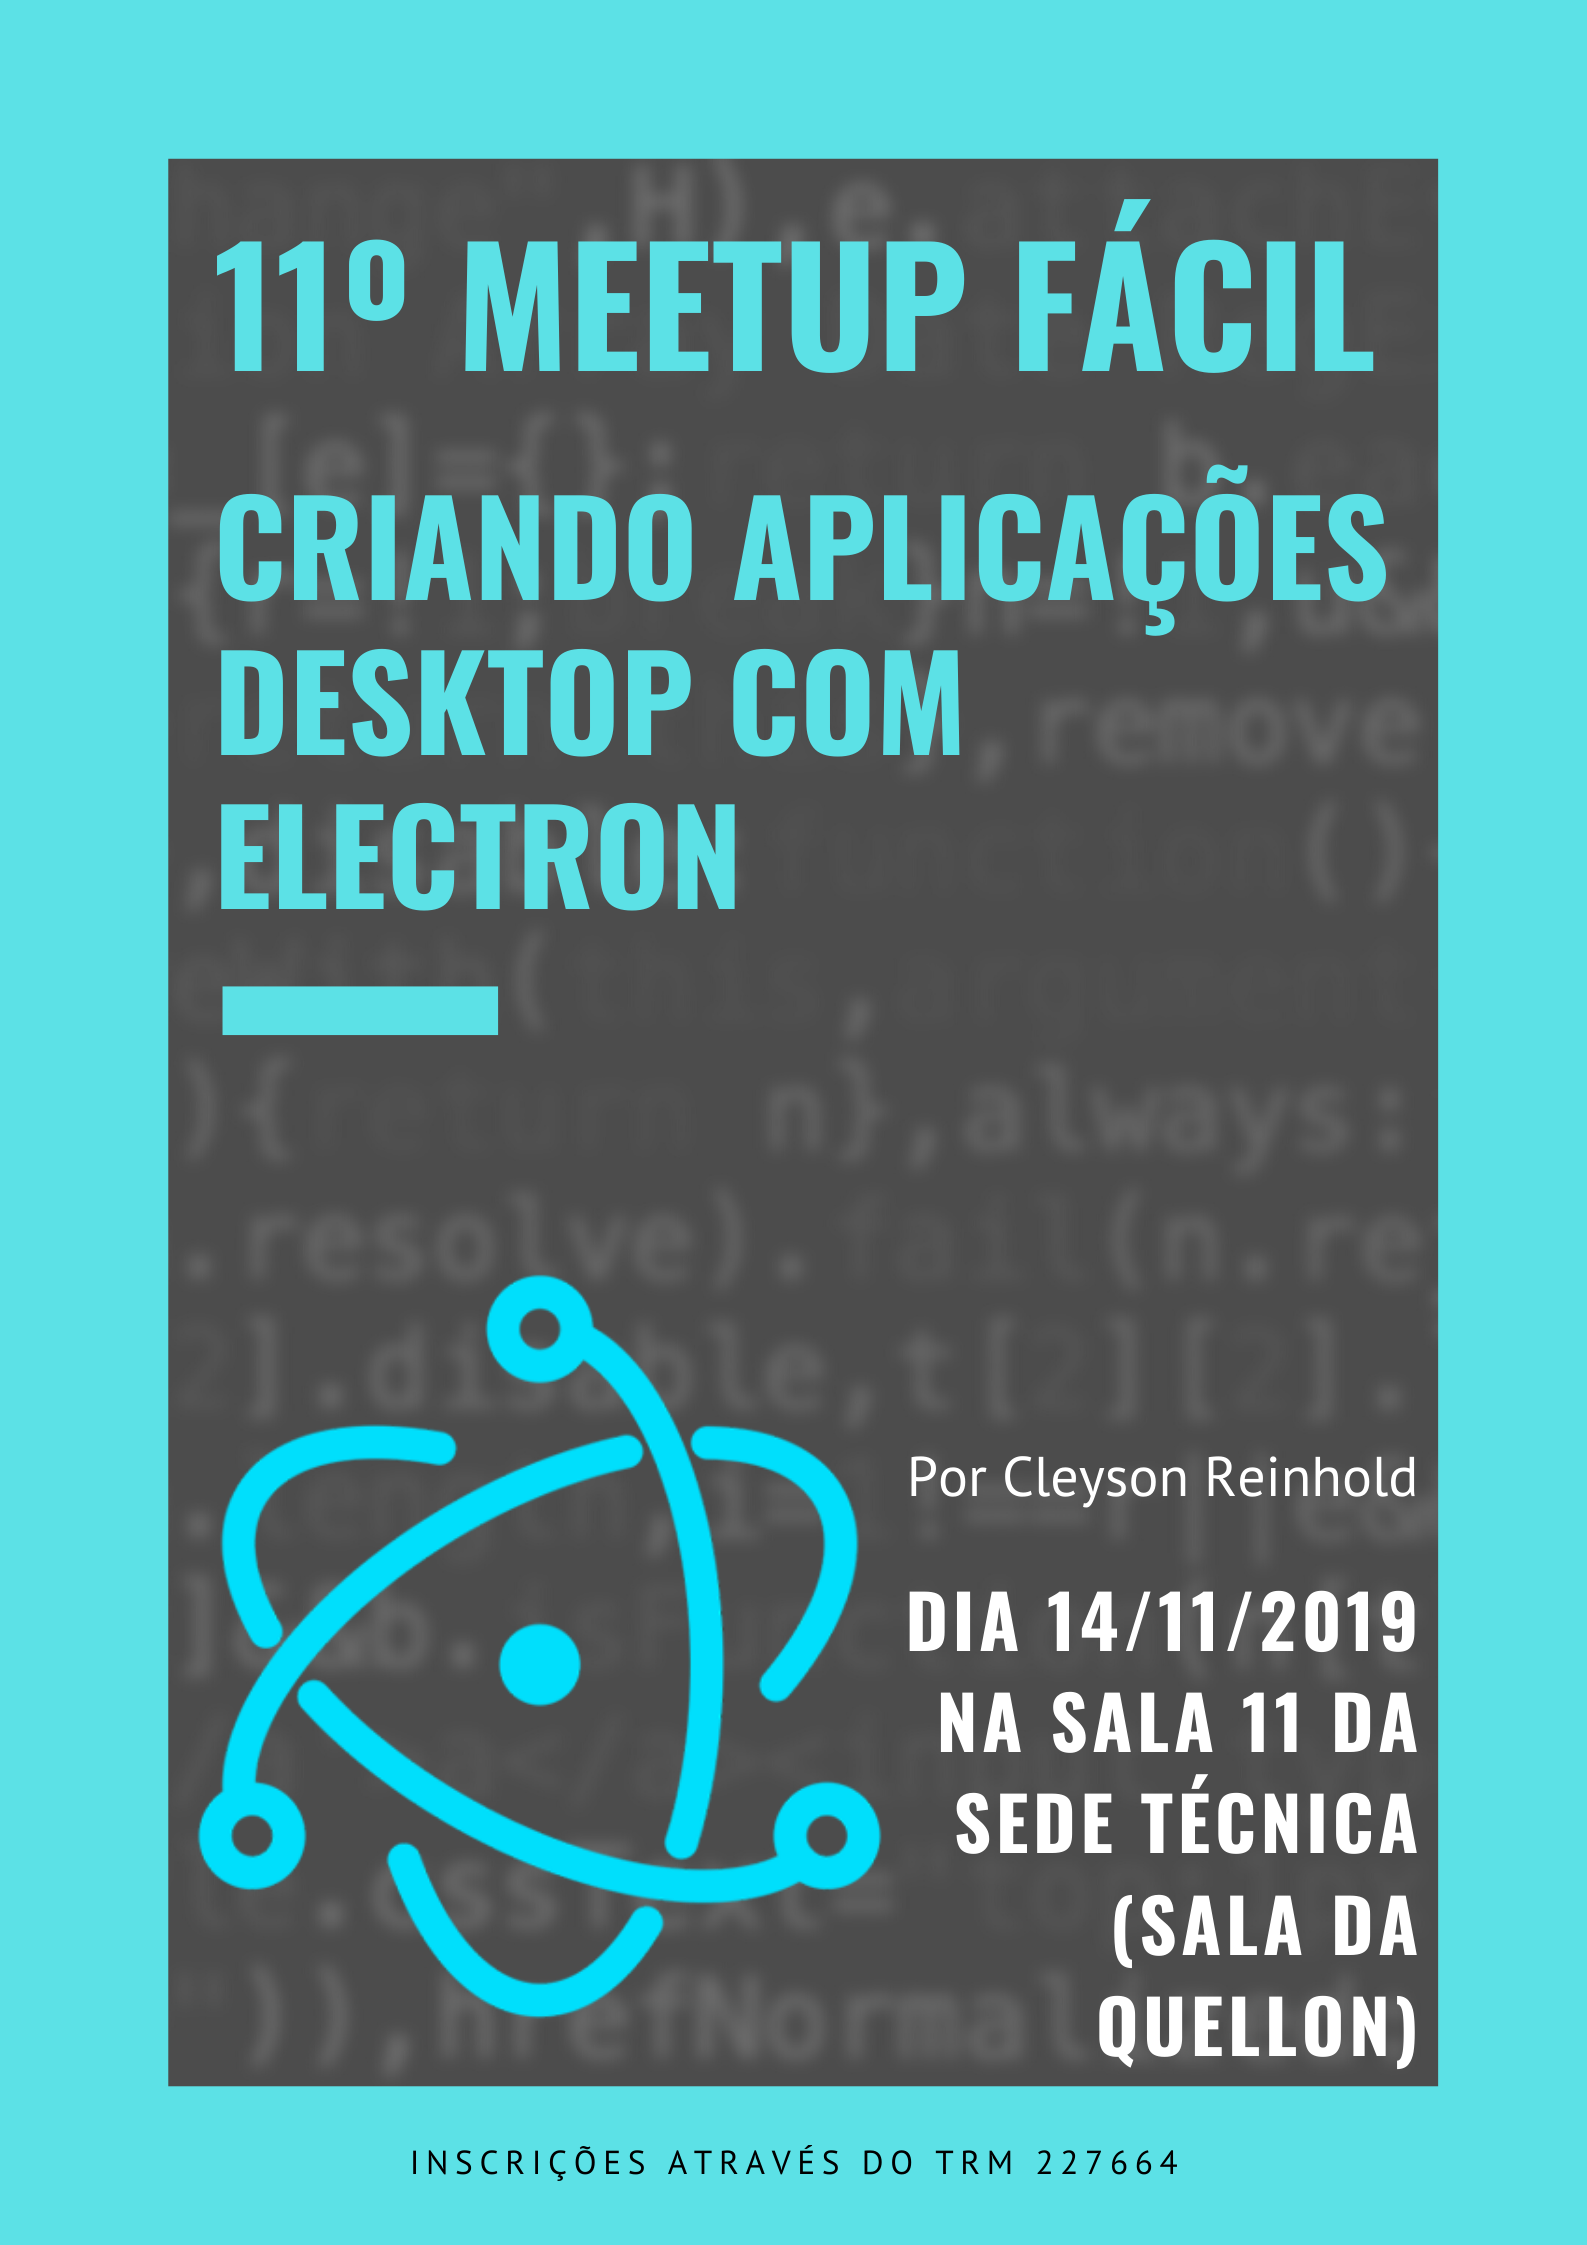 11º MEETUP FÁCIL
CRIANDO APLICAÇÕES
DESKTOP COM
ELECTRON
Por Cleyson Reinhold
DIA 14/11/2019
NA SALA 11 DA
SEDE TÉCNICA
(SALA DA
QUELLON)
INSCRIÇÕES ATRAVÉS DO TRM 227664